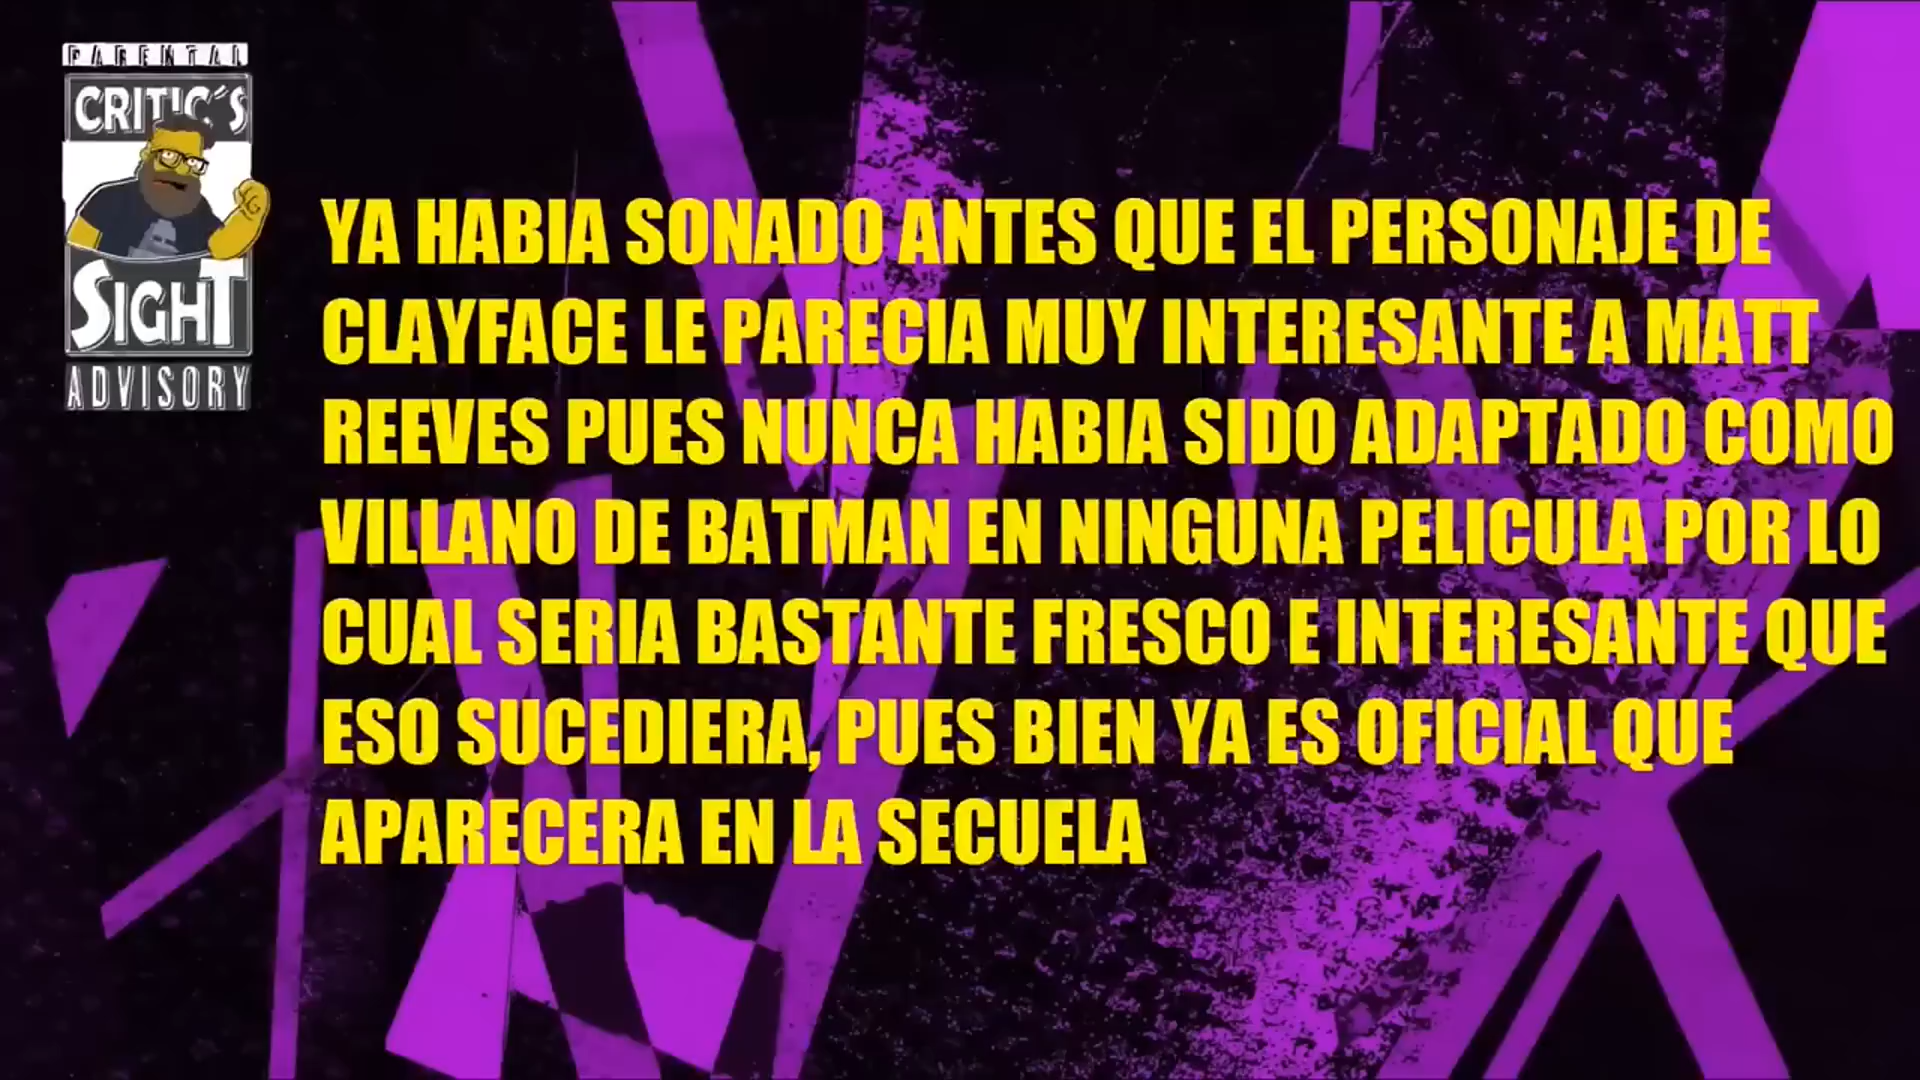 PARENTAL
CRITIC´S
SIGHT
ADVISORY
YA HABIA SONADO ANTES QUE EL PERSONAJE DE
CLAYFACE LE PARECIA MUY INTERESANTE A MATT
REEVES PUES NUNCA HABIA SIDO ADAPTADO COMO
VILLANO DE BATMAN EN NINGUNA PELICULA POR LO
CUAL SERIA BASTANTE FRESCO E INTERESANTE QUE
ESO SUCEDIERA, PUES BIEN YA ES OFICIAL QUE
APARECERA EN LA SECUELA